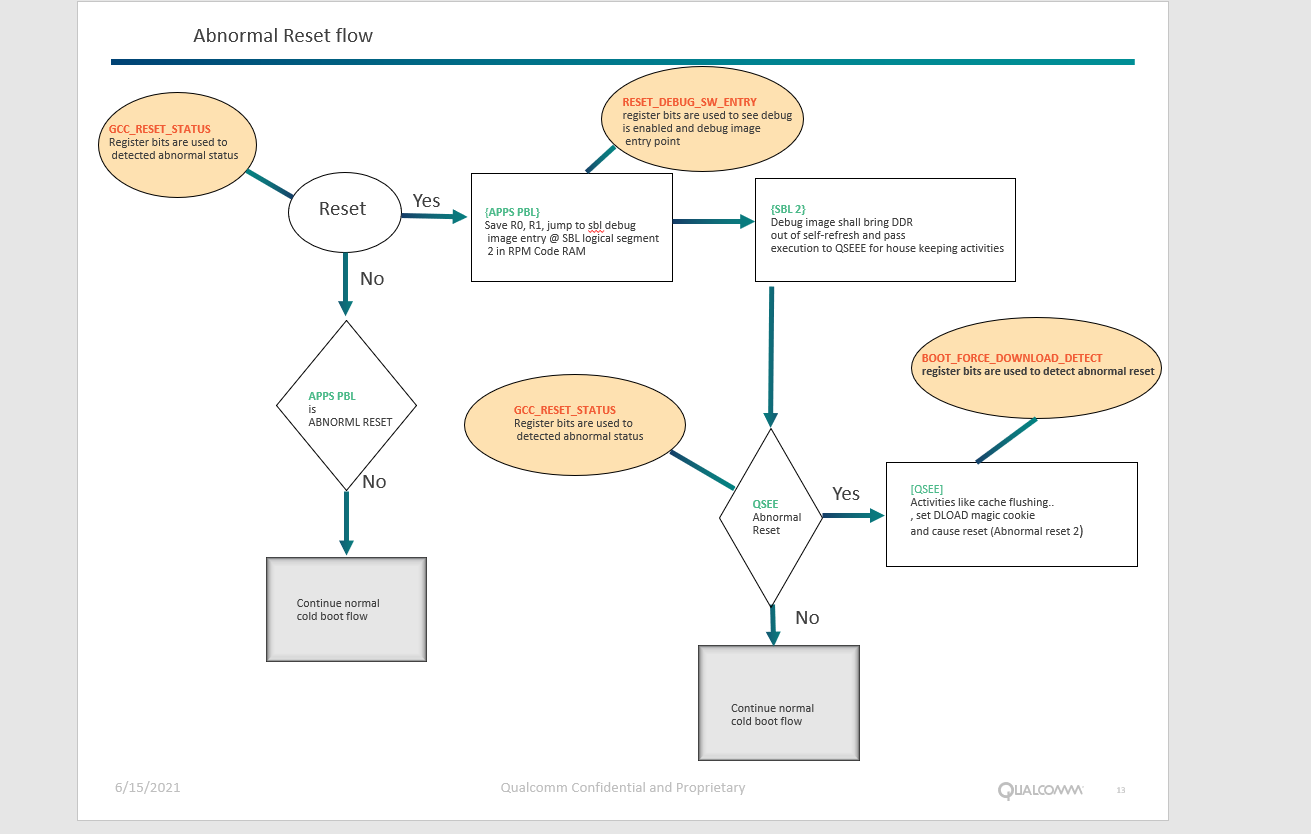 Abnormal Reset flow
GCC_RESET_STATUS
Register bits are used to
detected abnormal status
RESET_DEBUG_SW_ENTRY
register bits are used to see debug
is enabled and debug image
entry point
Reset
Yes
{APPS PBL}
Save R0, R1, jump to sbl debug
image entry @ SBL logical segment
2 in RPM Code RAM
{SBL 2}
Debug image shall bring DDR
out of self-refresh and pass
execution to QSEEE for house keeping activities
No
APPS PBL
is
ABNORML RESET
No
Continue normal
cold boot flow
GCC_RESET_STATUS
Register bits are used to
detected abnormal status
BOOT_FORCE_DOWNLOAD_DETECT
register bits are used to detect abnormal reset
QSEE
Abnormal
Reset
Yes
[QSEE]
Activities like cache flushing..
, set DLOAD magic cookie
and cause reset (Abnormal reset 2)
No
Continue normal
cold boot flow
6/15/2021
Qualcomm Confidential and Proprietary
QUALCOMM
13